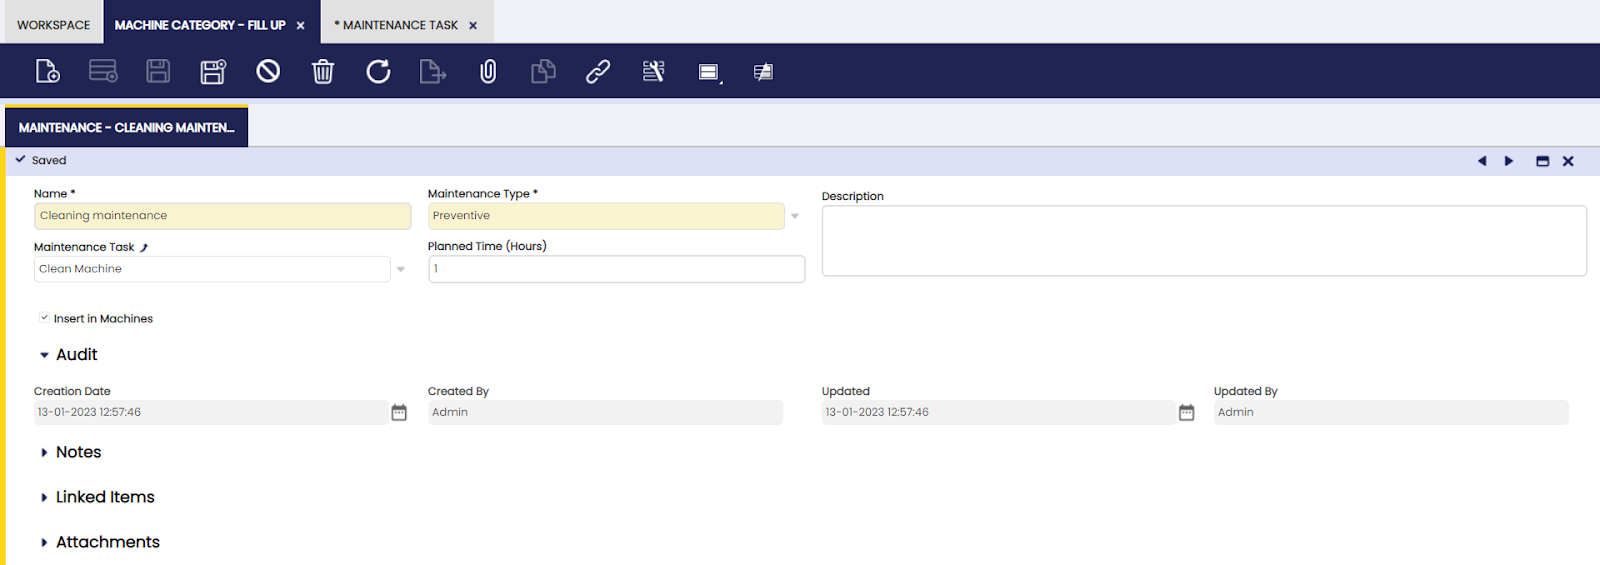 WORKSPACE MACHINE CATEGORY - FILL UP × * MAINTENANCE TASK ×
MAINTENANCE - CLEANING MAINTEN...
Saved
Name * Maintenance Type * Description
Cleaning maintenance Preventive
Maintenance Task Planned Time (Hours)
Clean Machine 1
Insert in Machines
Audit
Creation Date Created By Updated Updated By
13-01-2023 12:57:46 Admin 13-01-2023 12:57:46 Admin
Notes
Linked Items
Attachments